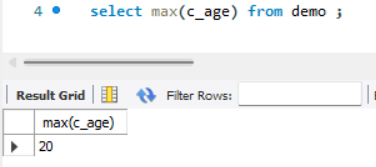 4 select max(c_age) from demo ;
Result Grid Filter Rows:
max(c_age)
20